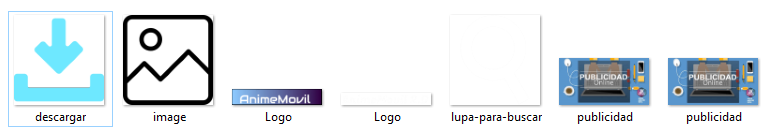 AnimeMovil
PUBLICIDAD
Online
PUBLICIDAD
Online
descargar
image
Logo
Logo
lupa-para-buscar
publicidad
publicidad